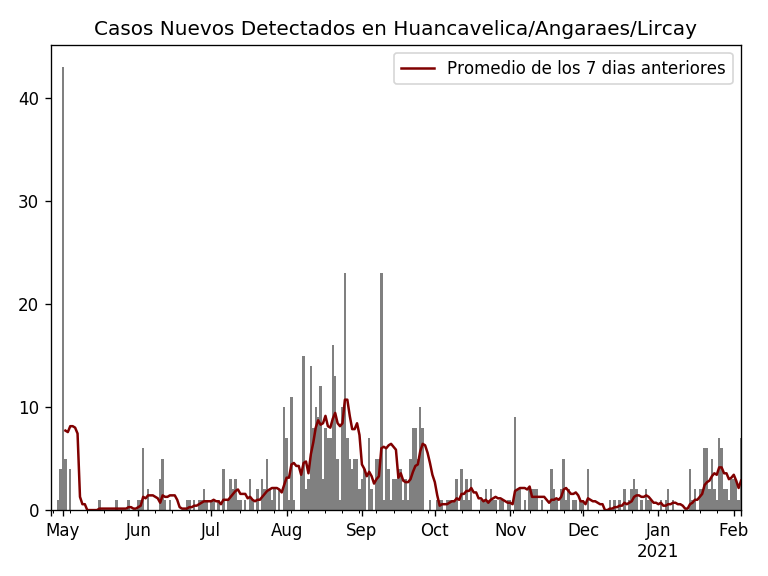 Casos Nuevos Detectados en Huancavelica/Angaraes/Lircay
Promedio de los 7 dias anteriores
40
30
20
10
0
May Jun Jul Aug Sep Oct Nov Dec Jan Feb
2021